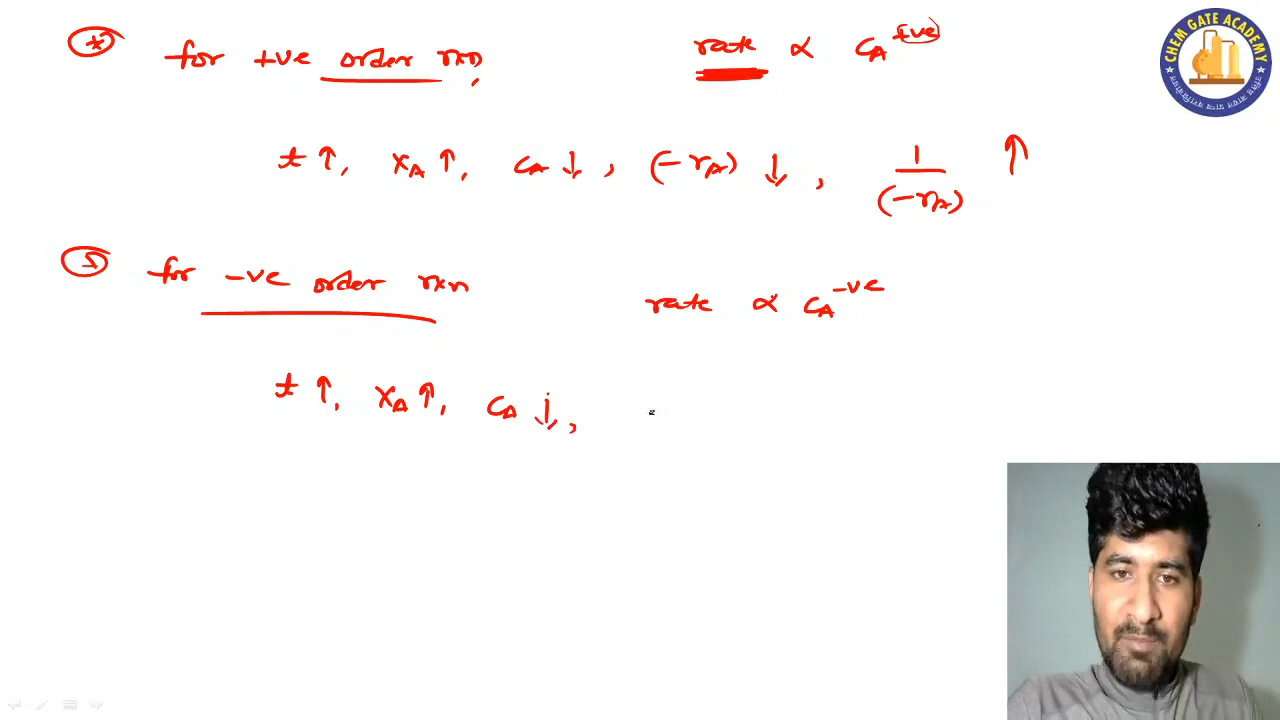 * for +ve order rxn, rate ∝ CA^+ve
t ↑, XA ↑, CA ↓, (-rA) ↓, 1/(-rA) ↑
5 for -ve order rxn rate ∝ CA^-ve
t ↑, XA ↑, CA ↓,
CHEM GATE ACADEMY